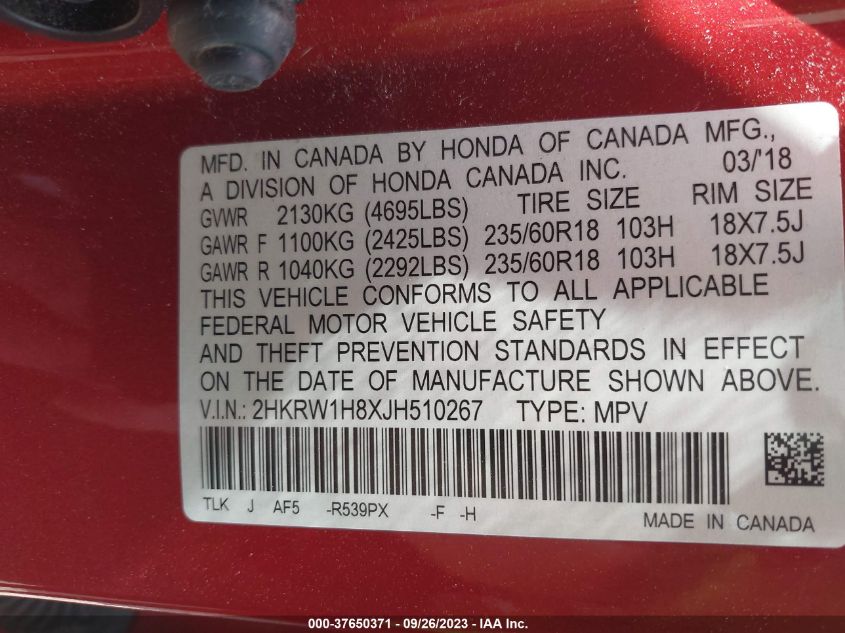 MFD. IN CANADA BY HONDA OF CANADA MFG.,
A DIVISION OF HONDA CANADA INC. 03/'18
GVWR 2130KG (4695LBS) TIRE SIZE RIM SIZE
GAWR F 1100KG (2425LBS) 235/60R18 103H 18X7.5J
GAWR R 1040KG (2292LBS) 235/60R18 103H 18X7.5J
THIS VEHICLE CONFORMS TO ALL APPLICABLE
FEDERAL MOTOR VEHICLE SAFETY
AND THEFT PREVENTION STANDARDS IN EFFECT
ON THE DATE OF MANUFACTURE SHOWN ABOVE.
V.I.N.: 2HKRW1H8XJH510267 TYPE: MPV
TLK J AF5 -R539PX -F -H
MADE IN CANADA
000-37650371 - 09/26/2023 - IAA Inc.